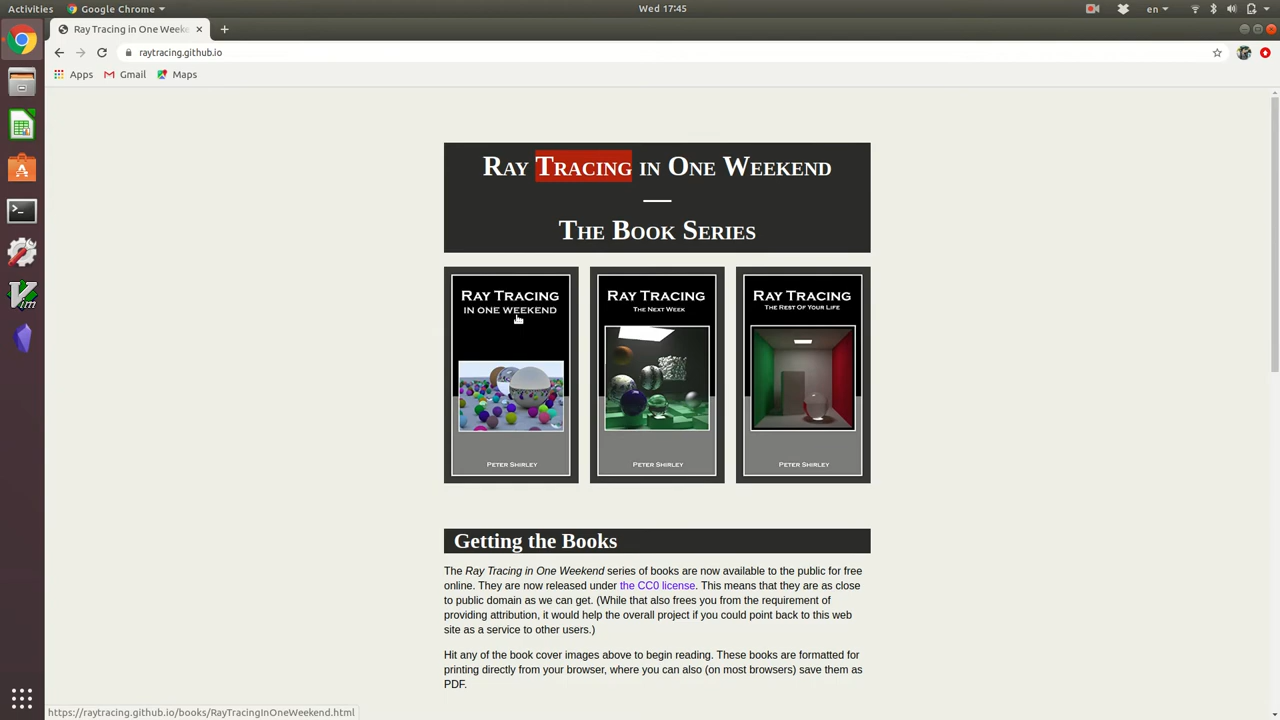 Activities
Google Chrome
Wed 17:45
en
Ray Tracing in One Weeke
raytracing.github.io
Apps
Gmail
Maps
Ray Tracing in One Weekend
—
The Book Series
RAY TRACING
IN ONE WEEKEND
PETER SHIRLEY
RAY TRACING
THE NEXT WEEK
PETER SHIRLEY
RAY TRACING
THE REST OF YOUR LIFE
PETER SHIRLEY
Getting the Books
The Ray Tracing in One Weekend series of books are now available to the public for free
online. They are now released under the CC0 license. This means that they are as close
to public domain as we can get. (While that also frees you from the requirement of
providing attribution, it would help the overall project if you could point back to this web
site as a service to other users.)
Hit any of the book cover images above to begin reading. These books are formatted for
printing directly from your browser, where you can also (on most browsers) save them as
PDF.
https://raytracing.github.io/books/RayTracingInOneWeekend.html